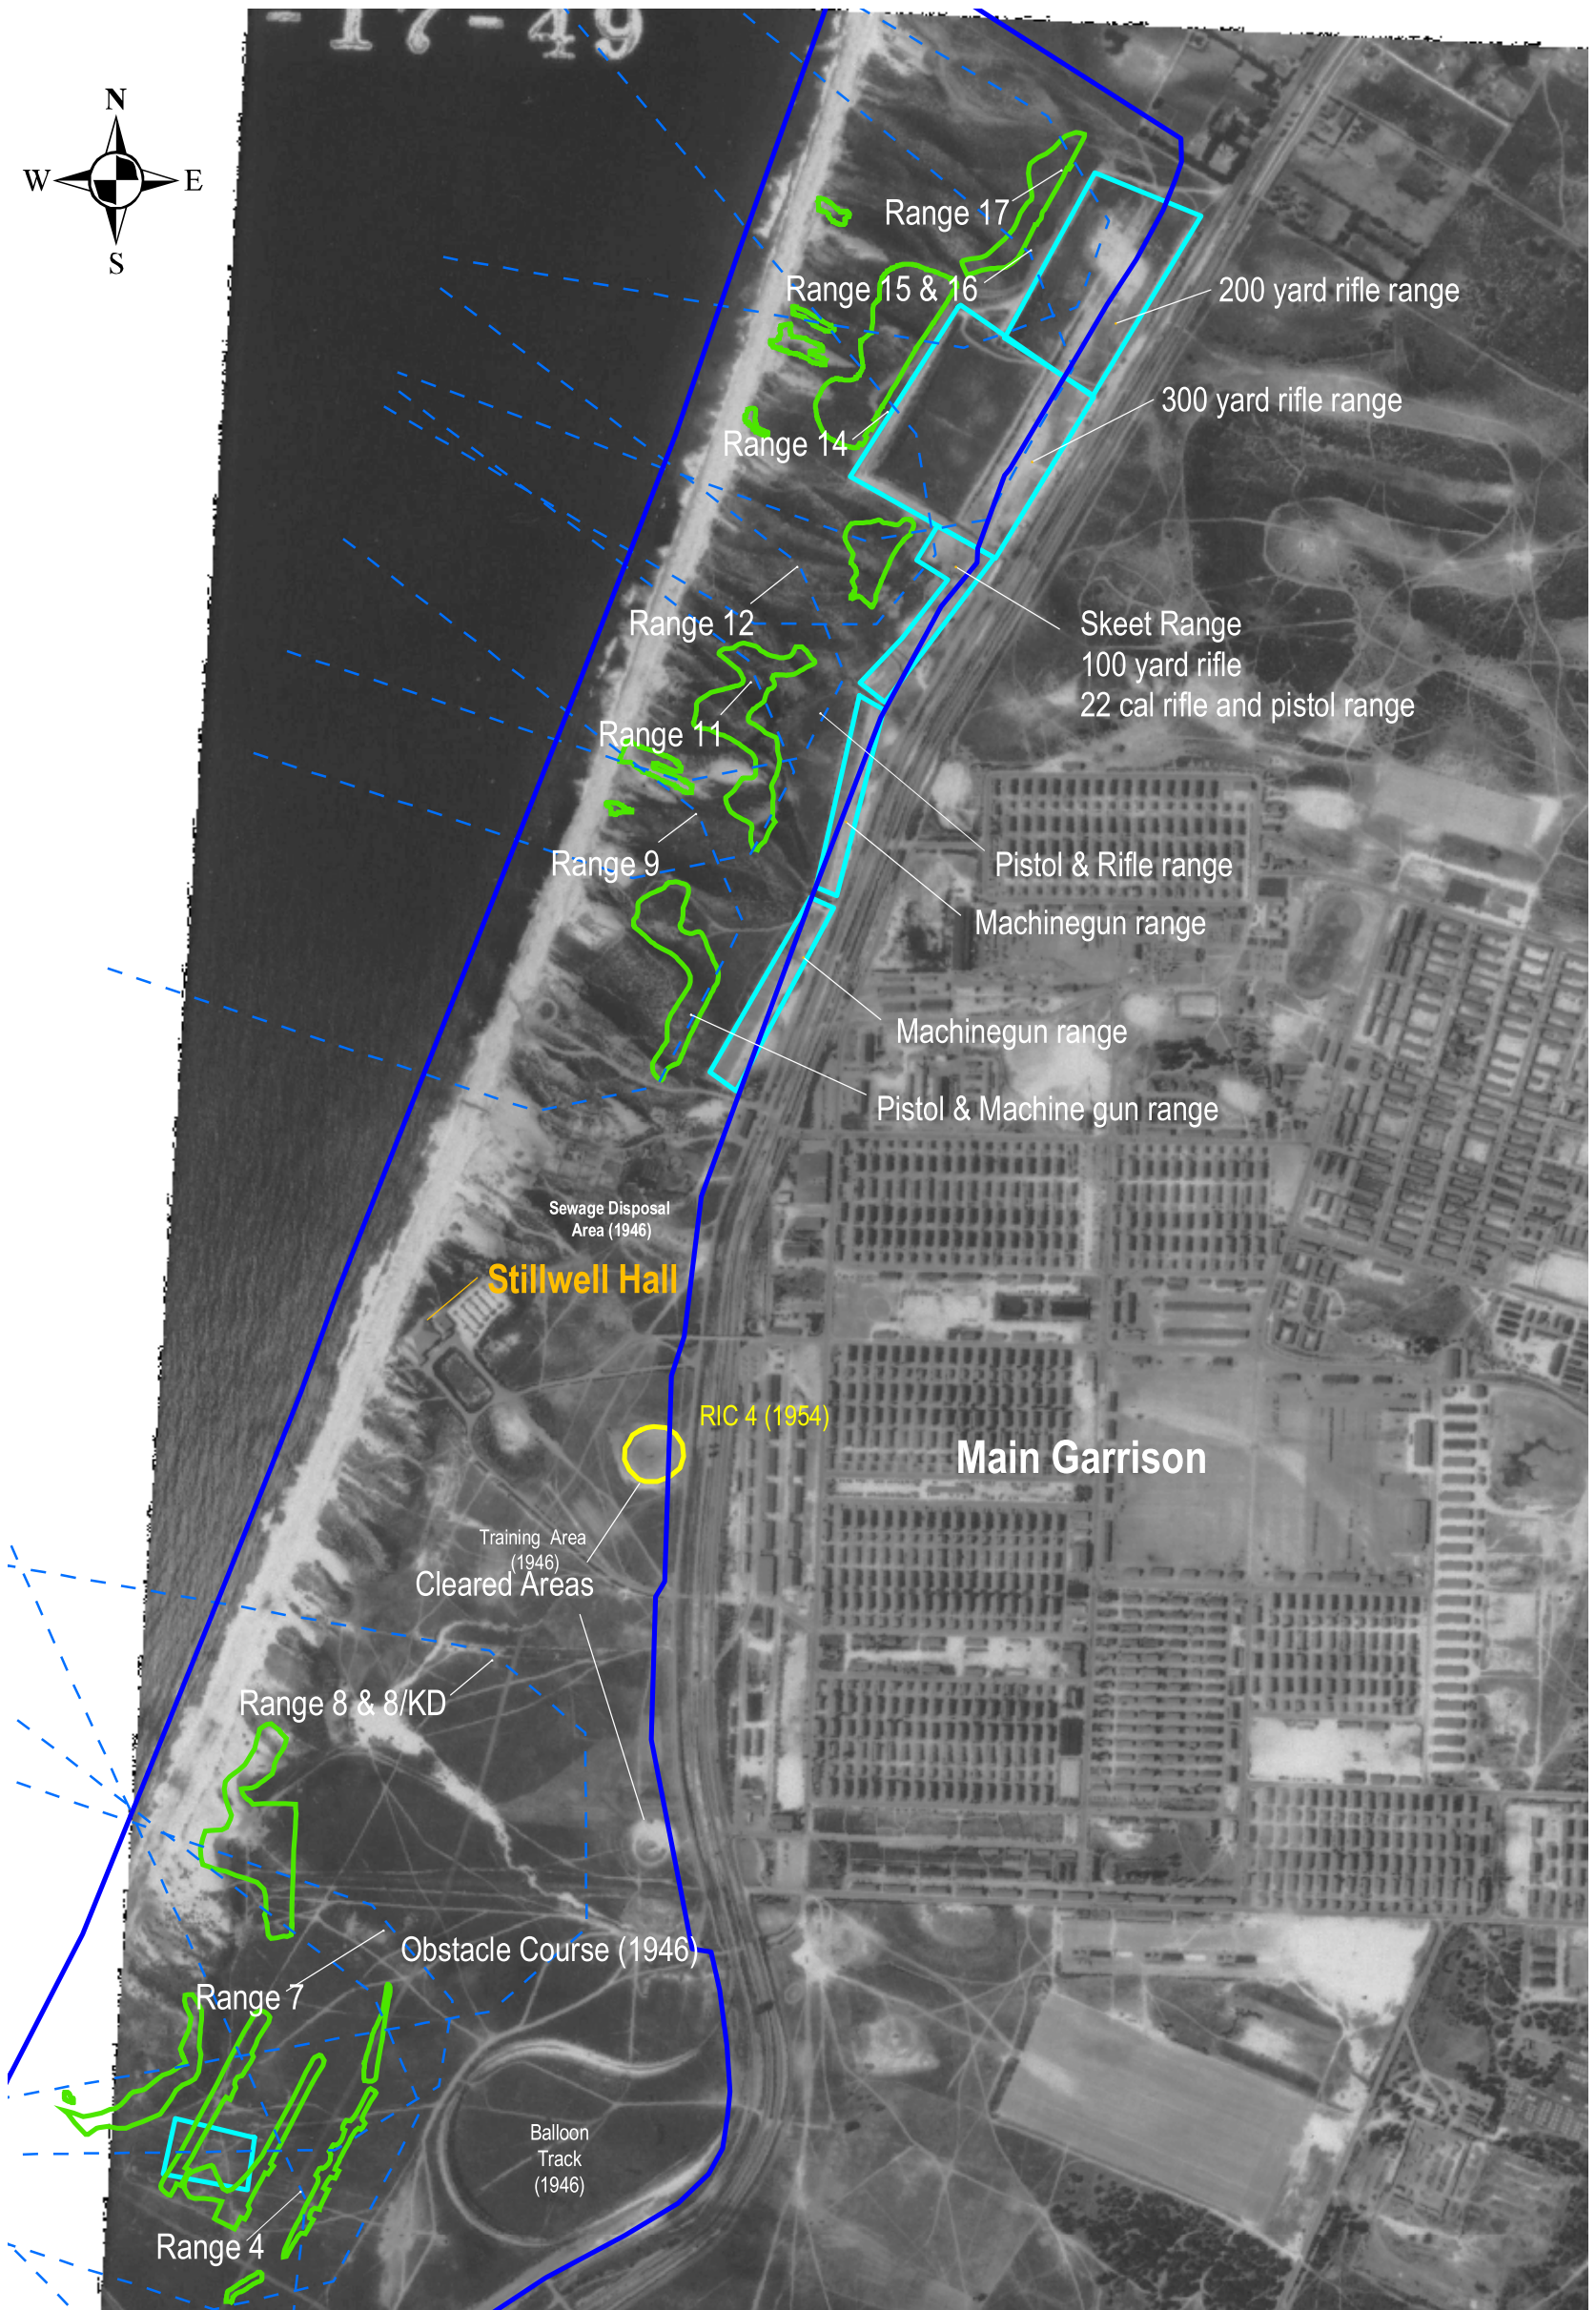 -17-49
N
W E
S
Range 17
Range 15 & 16
200 yard rifle range
300 yard rifle range
Range 14
Range 12
Skeet Range
100 yard rifle
22 cal rifle and pistol range
Range 11
Range 9
Pistol & Rifle range
Machinegun range
Machinegun range
Pistol & Machine gun range
Sewage Disposal
Area (1946)
Stillwell Hall
RIC 4 (1954)
Main Garrison
Training Area
(1946)
Cleared Areas
Range 8 & 8/KD
Obstacle Course (1946)
Range 7
Balloon
Track
(1946)
Range 4